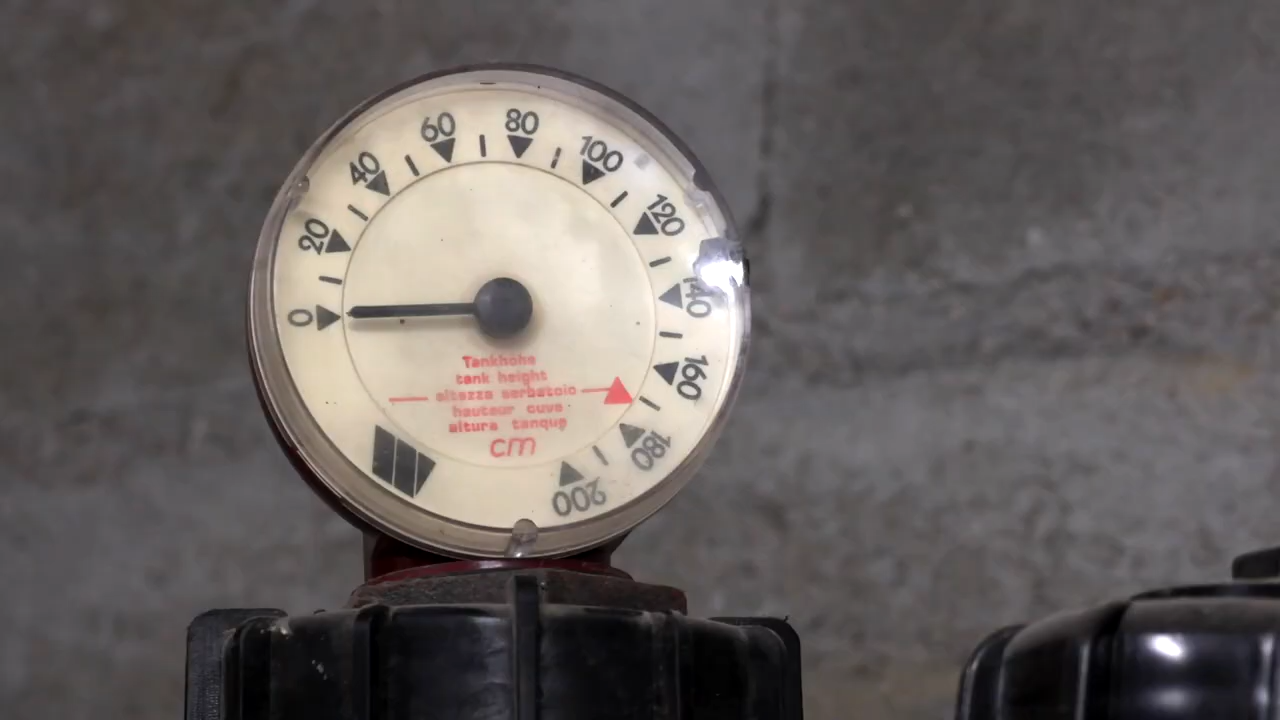 0
20
40
60
80
100
120
140
160
180
200
Tankhohe
tank height
altezza serbatoio
hauteur cuve
altura tanque
cm